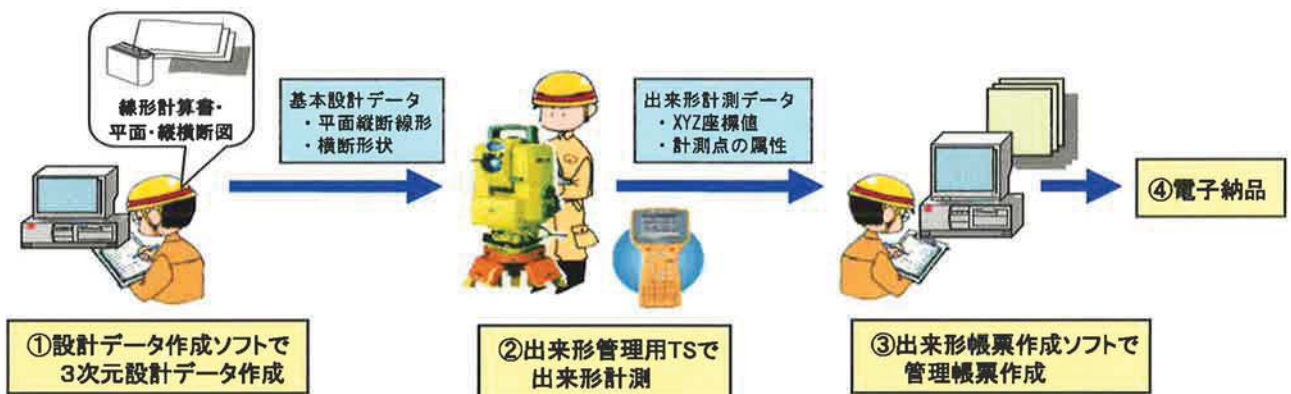 線形計算書・
平面・縦横断図
基本設計データ
・平面縦断線形
・横断形状
出来形計測データ
・XYZ座標値
・計測点の属性
④電子納品
①設計データ作成ソフトで
３次元設計データ作成
②出来形管理用TSで
出来形計測
③出来形帳票作成ソフトで
管理帳票作成